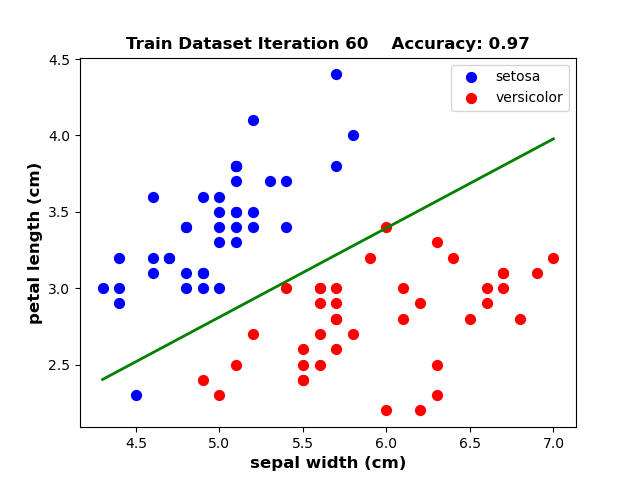 Train Dataset Iteration 60    Accuracy: 0.97
setosa
versicolor
4.5
4.0
3.5
3.0
2.5
petal length (cm)
4.5 5.0 5.5 6.0 6.5 7.0
sepal width (cm)